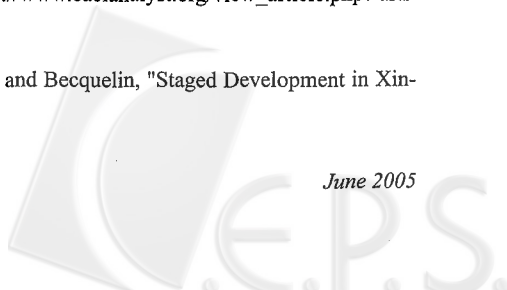 and Becquelin, "Staged Development in Xin-
June 2005
C.E.P.S.